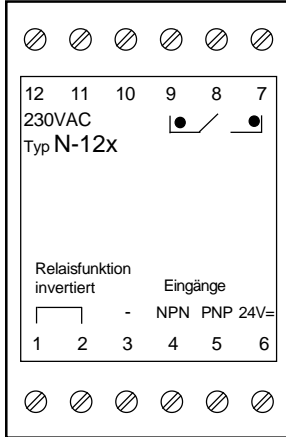 12 11 10 9 8 7
230VAC
Typ N-12x
Relaisfunktion
invertiert
Eingänge
- NPN PNP 24V=
1 2 3 4 5 6